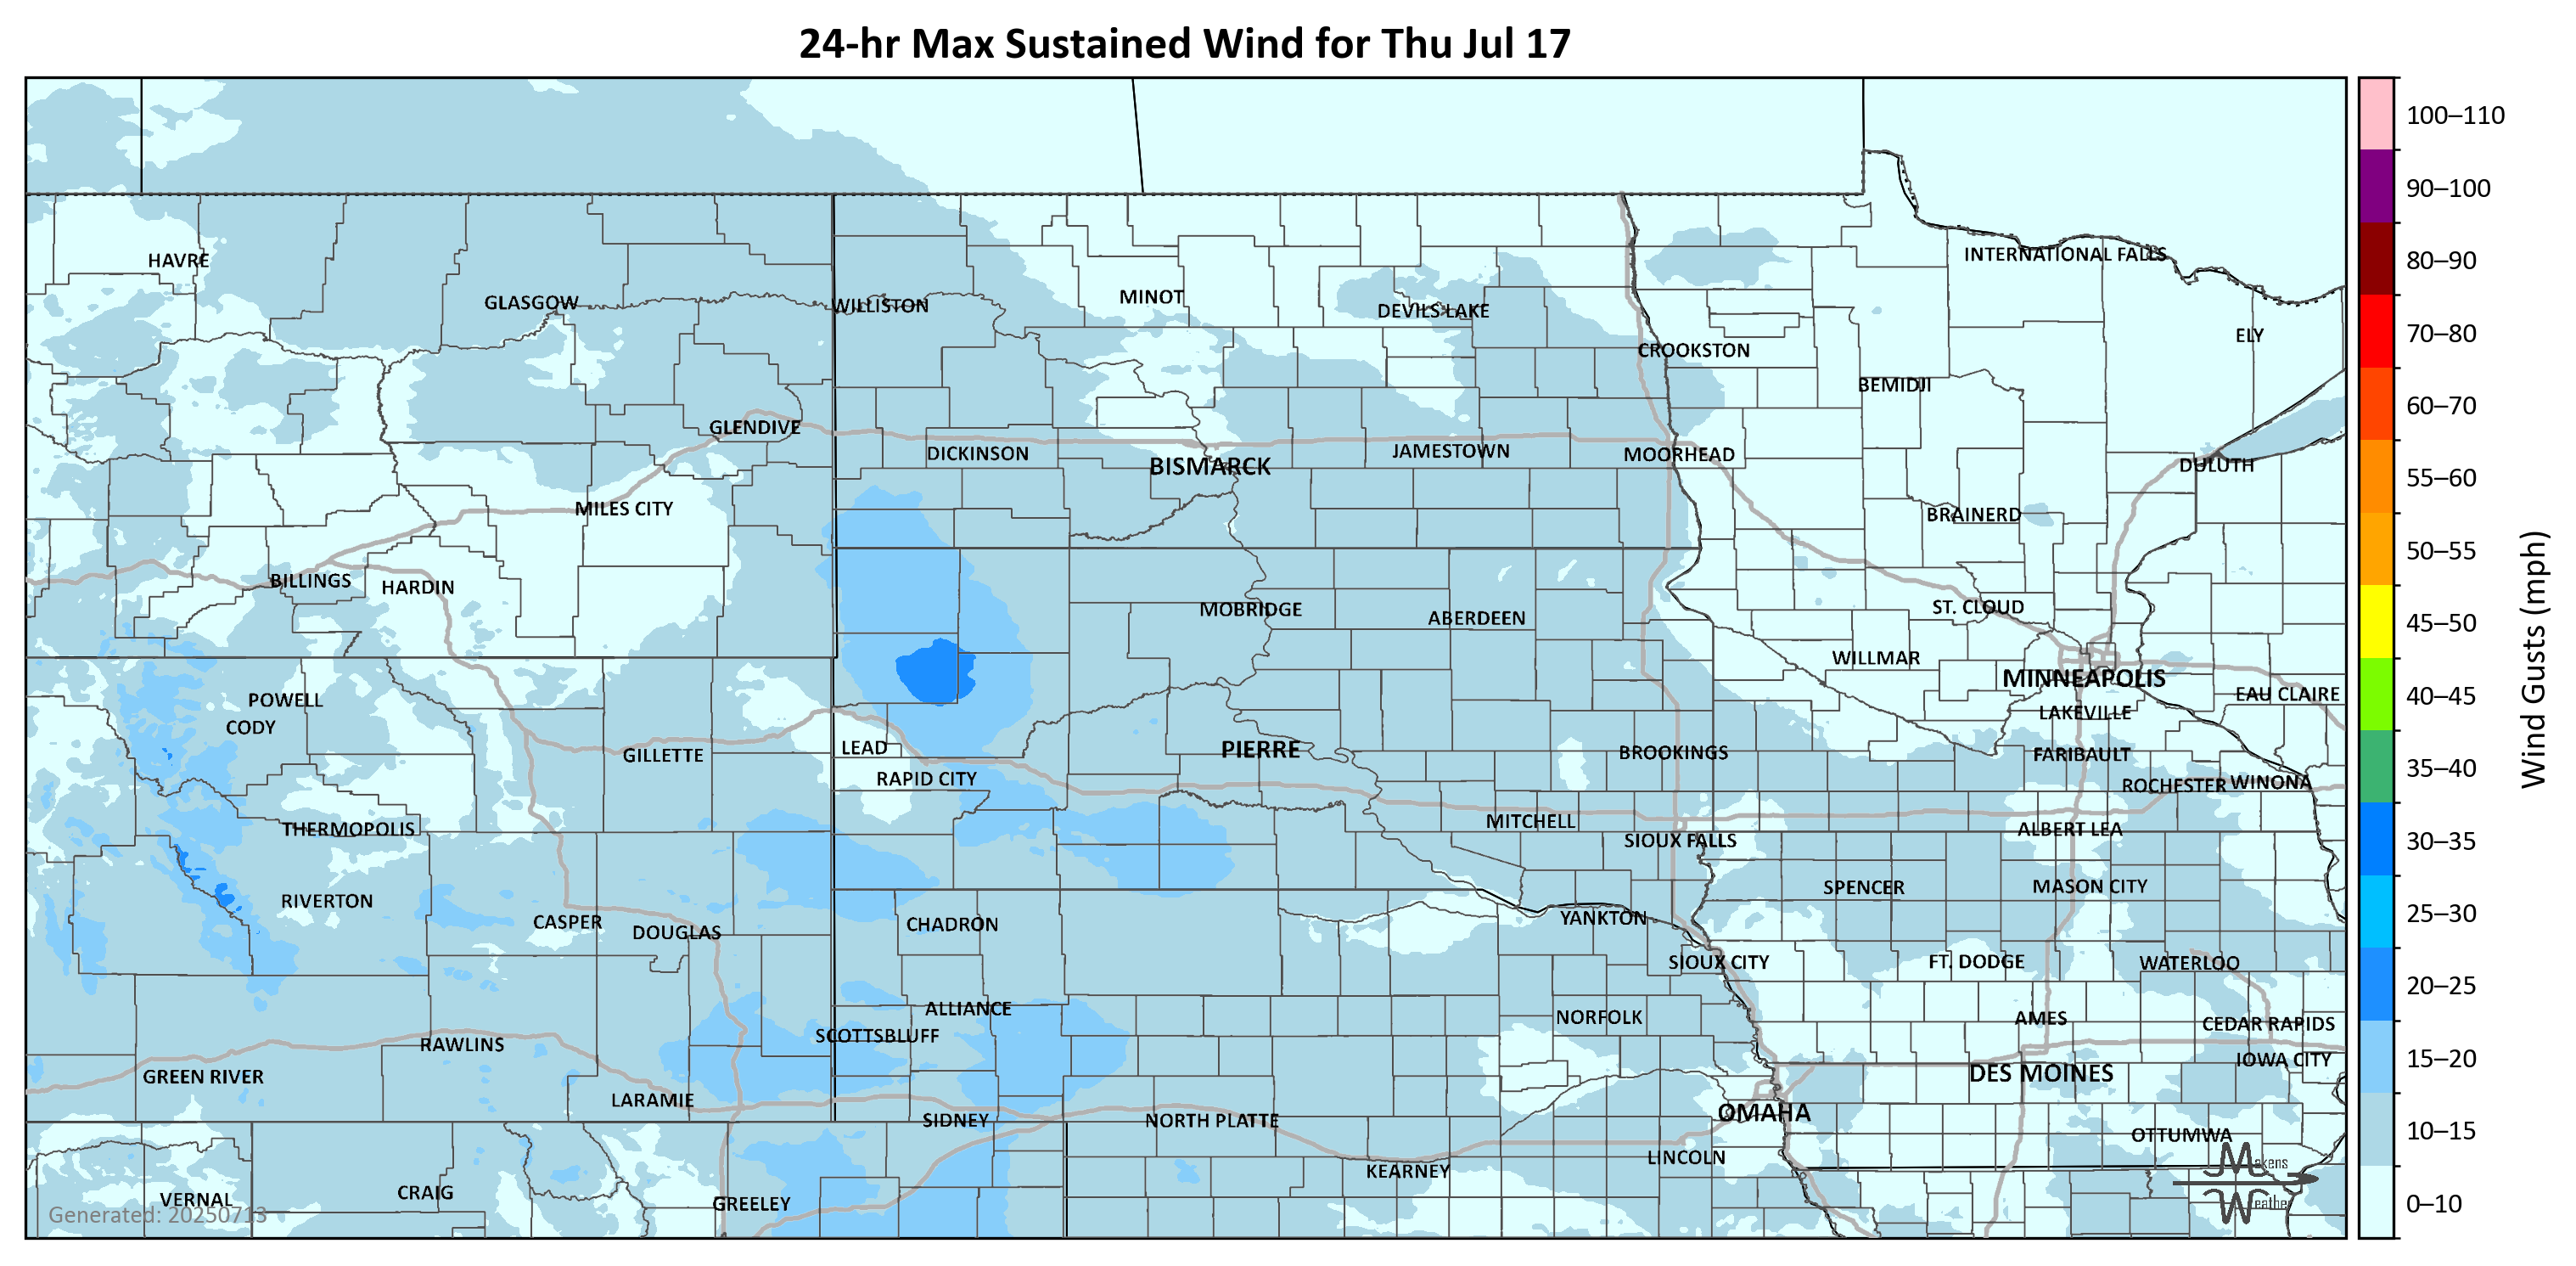 24-hr Max Sustained Wind for Thu Jul 17
100–110
90–100
80–90
70–80
60–70
55–60
50–55
45–50
40–45
35–40
30–35
25–30
20–25
15–20
10–15
0–10
Wind Gusts (mph)
INTERNATIONAL FALLS
HAVRE
MINOT
GLASGOW
WILLISTON
DEVILS LAKE
ELY
CROOKSTON
BEMIDJI
GLENDIVE
DICKINSON
JAMESTOWN
MOORHEAD
BISMARCK
DULUTH
MILES CITY
BRAINERD
BILLINGS
HARDIN
MOBRIDGE
ABERDEEN
ST. CLOUD
WILLMAR
MINNEAPOLIS
EAU CLAIRE
POWELL
CODY
LAKEVILLE
GILLETTE
LEAD
PIERRE
BROOKINGS
FARIBAULT
RAPID CITY
ROCHESTER
WINONA
THERMOPOLIS
MITCHELL
ALBERT LEA
SIOUX FALLS
SPENCER
MASON CITY
RIVERTON
CASPER
DOUGLAS
CHADRON
YANKTON
SIOUX CITY
FT. DODGE
WATERLOO
ALLIANCE
NORFOLK
AMES
CEDAR RAPIDS
SCOTTSBLUFF
RAWLINS
IOWA CITY
GREEN RIVER
DES MOINES
LARAMIE
SIDNEY
NORTH PLATTE
OMAHA
OTTUMWA
KEARNEY
LINCOLN
VERNAL
CRAIG
GREELEY
Generated: 20250713
Makens
Weather